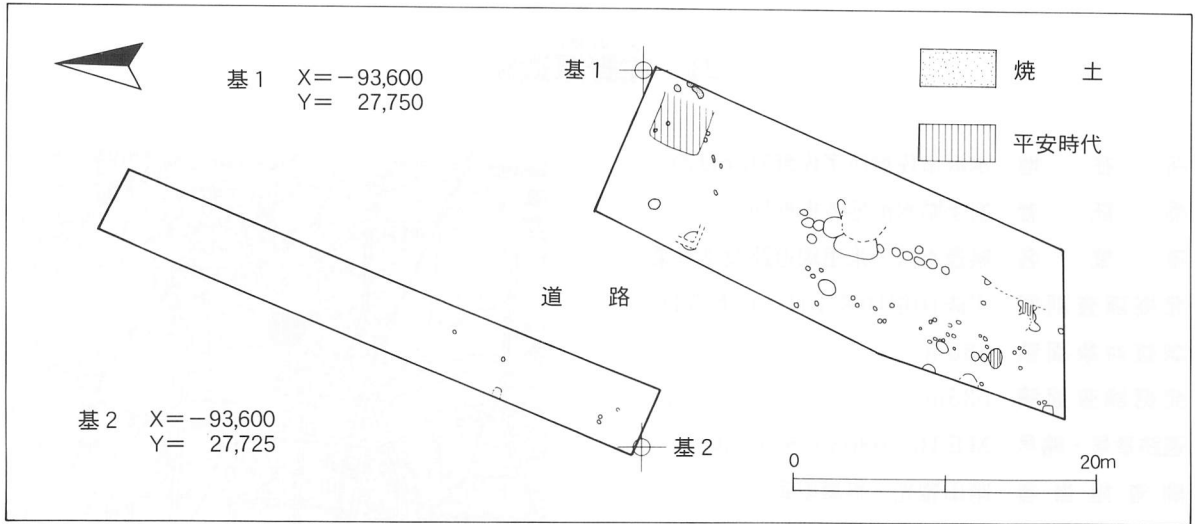 基1 X＝−93,600
Y＝ 27,750
基1
焼 土
平安時代
道 路
基2 X＝−93,600
Y＝ 27,725
基2
0 20m